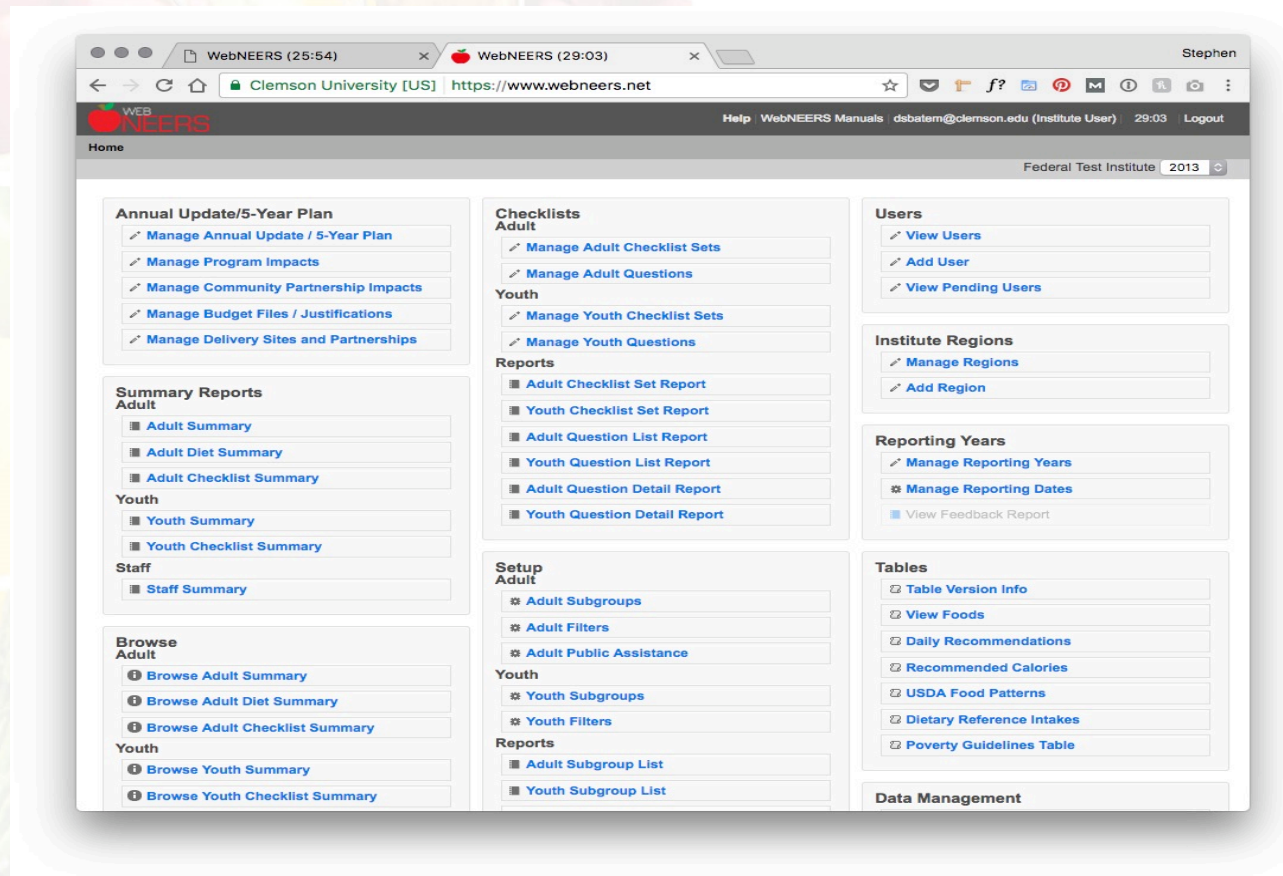 WebNEERS (25:54)
WebNEERS (29:03)
Stephen
Clemson University [US] https://www.webneers.net
f?
WEB
NEERS
Help WebNEERS Manuals dsbatem@clemson.edu (Institute User) 29:03 Logout
Home
Federal Test Institute 2013
Annual Update/5-Year Plan
Manage Annual Update / 5-Year Plan
Manage Program Impacts
Manage Community Partnership Impacts
Manage Budget Files / Justifications
Manage Delivery Sites and Partnerships
Summary Reports
Adult
Adult Summary
Adult Diet Summary
Adult Checklist Summary
Youth
Youth Summary
Youth Checklist Summary
Staff
Staff Summary
Browse
Adult
Browse Adult Summary
Browse Adult Diet Summary
Browse Adult Checklist Summary
Youth
Browse Youth Summary
Browse Youth Checklist Summary
Checklists
Adult
Manage Adult Checklist Sets
Manage Adult Questions
Youth
Manage Youth Checklist Sets
Manage Youth Questions
Reports
Adult Checklist Set Report
Youth Checklist Set Report
Adult Question List Report
Youth Question List Report
Adult Question Detail Report
Youth Question Detail Report
Setup
Adult
Adult Subgroups
Adult Filters
Adult Public Assistance
Youth
Youth Subgroups
Youth Filters
Reports
Adult Subgroup List
Youth Subgroup List
Users
View Users
Add User
View Pending Users
Institute Regions
Manage Regions
Add Region
Reporting Years
Manage Reporting Years
Manage Reporting Dates
View Feedback Report
Tables
Table Version Info
View Foods
Daily Recommendations
Recommended Calories
USDA Food Patterns
Dietary Reference Intakes
Poverty Guidelines Table
Data Management